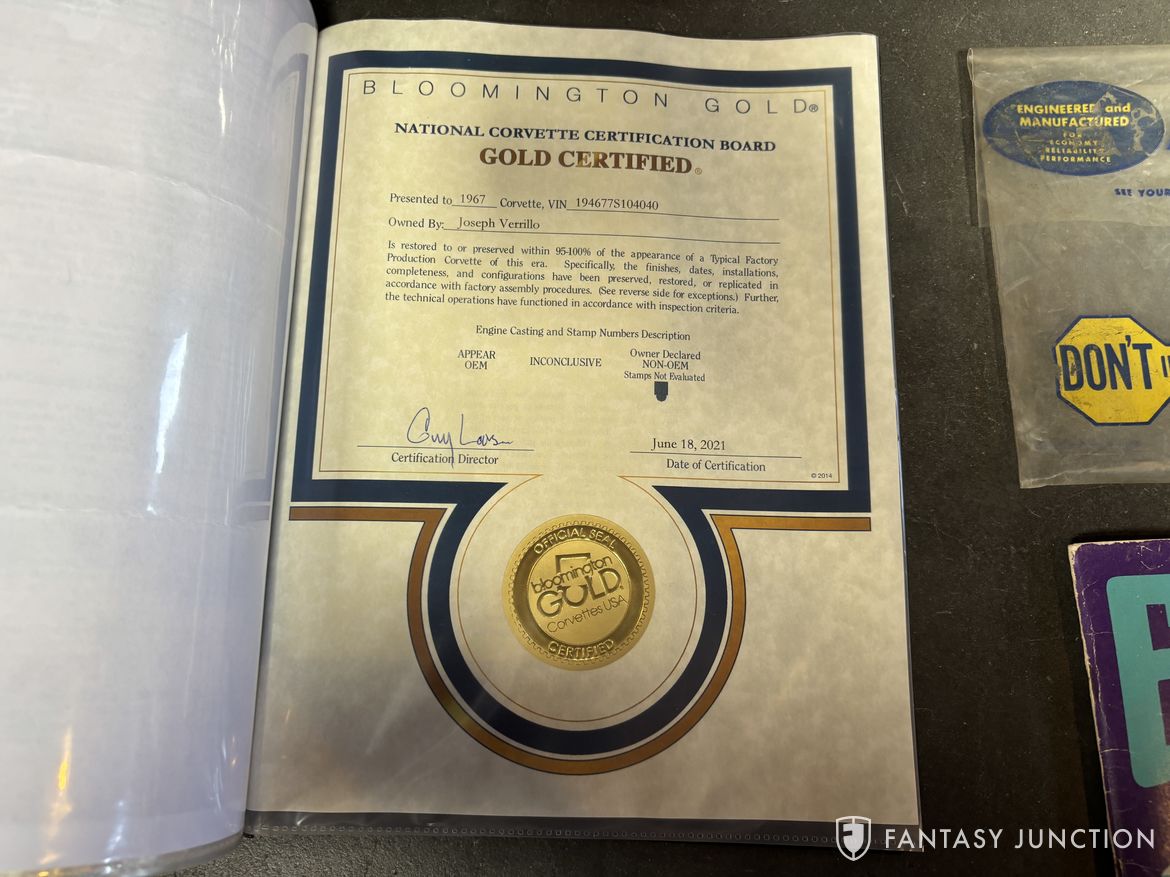 BLOOMINGTON GOLD®
NATIONAL CORVETTE CERTIFICATION BOARD
GOLD CERTIFIED®
Presented to 1967 Corvette, VIN 194677S104040
Owned By: Joseph Verrillo
Is restored to or preserved within 95-100% of the appearance of a Typical Factory
Production Corvette of this era. Specifically, the finishes, dates, installations,
completeness, and configurations have been preserved, restored, or replicated in
accordance with factory assembly procedures. (See reverse side for exceptions.) Further,
the technical operations have functioned in accordance with inspection criteria.
Engine Casting and Stamp Numbers Description
APPEAR
OEM
INCONCLUSIVE
Owner Declared
NON-OEM
Stamps Not Evaluated
June 18, 2021
Certification Director
Date of Certification
© 2014
OFFICIAL SEAL
bloomington
GOLD®
Corvettes USA
CERTIFIED
ENGINEERED and
MANUFACTURED
FOR
ECONOMY
RELIABILITY
PERFORMANCE
SEE YOUR
DON'T
FANTASY JUNCTION